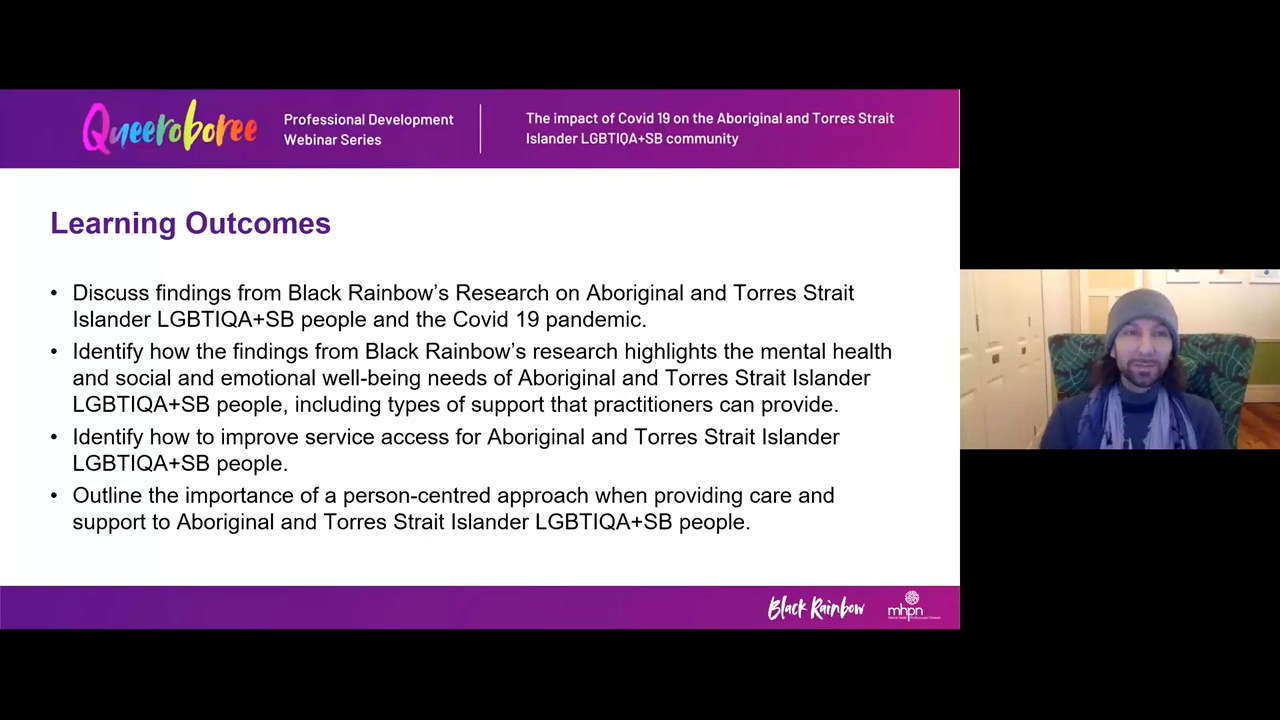 Queeroboree
Professional Development
Webinar Series
The impact of Covid 19 on the Aboriginal and Torres Strait
Islander LGBTIQA+SB community
Learning Outcomes
• Discuss findings from Black Rainbow's Research on Aboriginal and Torres Strait
Islander LGBTIQA+SB people and the Covid 19 pandemic.
• Identify how the findings from Black Rainbow's research highlights the mental health
and social and emotional well-being needs of Aboriginal and Torres Strait Islander
LGBTIQA+SB people, including types of support that practitioners can provide.
• Identify how to improve service access for Aboriginal and Torres Strait Islander
LGBTIQA+SB people.
• Outline the importance of a person-centred approach when providing care and
support to Aboriginal and Torres Strait Islander LGBTIQA+SB people.
Black Rainbow
mhpn